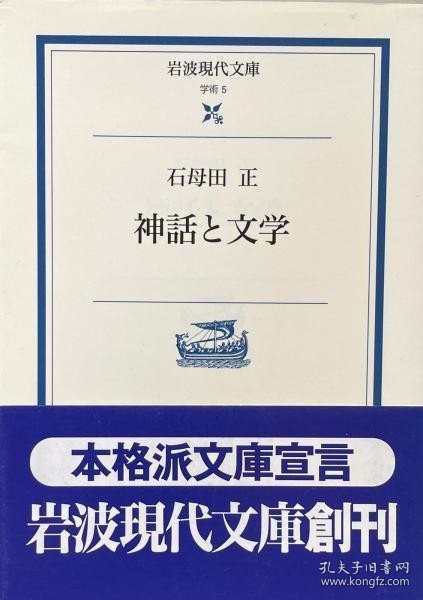 岩波現代文庫
学術 5
石母田 正
神話と文学
本格派文庫宣言
岩波現代文庫創刊
孔夫子旧书网
www.kongfz.com